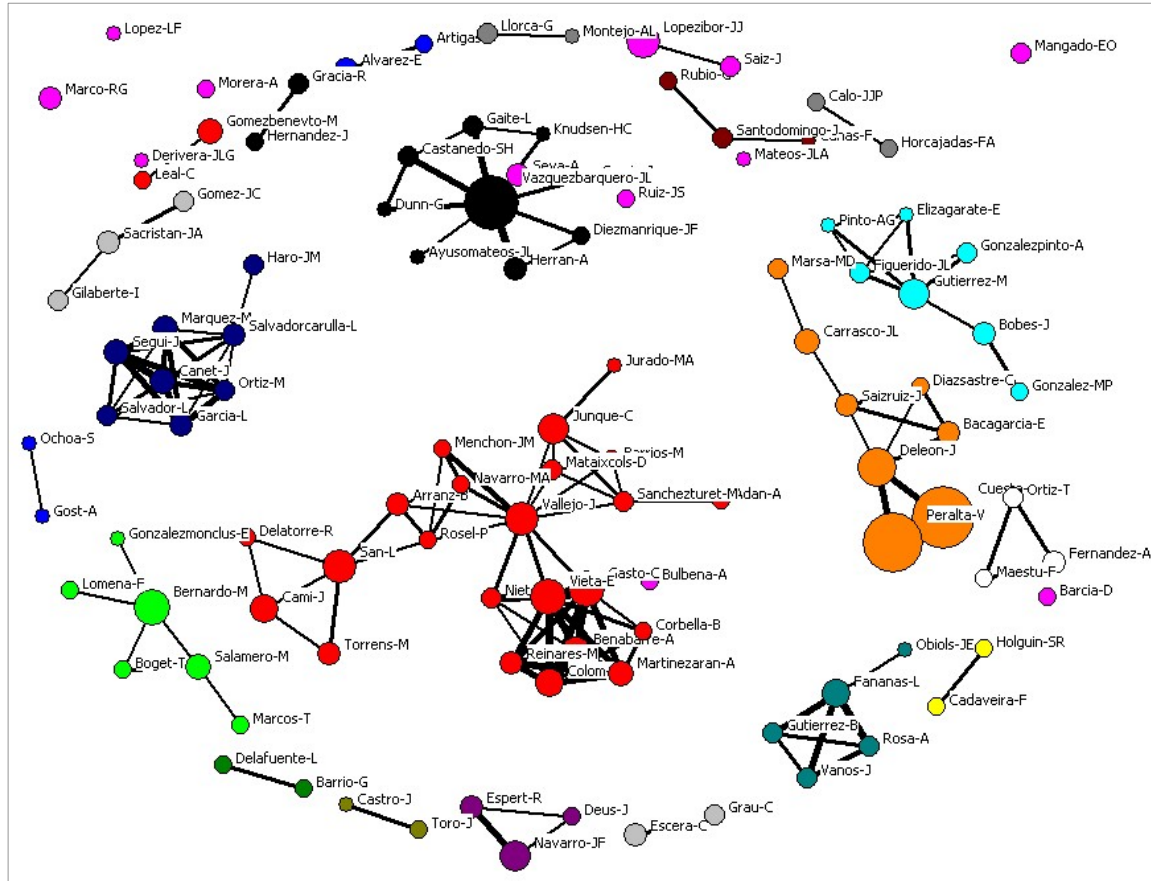 Lopez-LF
Llorca-G
Montejo-AL
Lopezibor-JJ
Artigas
Mangado-EO
Alvarez-E
Saiz-J
Gracia-R
Marco-RG
Morera-A
Rubio-G
Calo-JJP
Gomezbenevto-M
Hernandez-J
Gaite-L
Knudsen-HC
Santodomingo-J
Horcajadas-FA
Castanedo-SH
Derivera-JLG
Leal-C
Seva-A
Mateos-JLA
Vazquezbarquero-JL
Gomez-JC
Ruiz-JS
Dunn-G
Elizagarate-E
Pinto-AG
Sacristan-JA
Diezmanrique-JF
Ayusomateos-JL
Herran-A
Gonzalezpinto-A
Marsa-MD
Figuerido-JL
Haro-JM
Gutierrez-M
Gilaberte-I
Marquez-M
Salvadorcarulla-L
Bobes-J
Carrasco-JL
Segui-J
Canet-J
Ortiz-M
Jurado-MA
Diazsastre-C
Gonzalez-MP
Salvador-L
Garcia-L
Saizruiz-J
Junque-C
Bacagarcia-E
Ochoa-S
Menchon-JM
Barrios-M
Deleon-J
Mataixcols-D
Navarro-MA
Arranz-B
Sanchezturet-M
Adan-A
Cuesta
Ortiz-T
Vallejo-J
Peralta-V
Gost-A
Gonzalezmonclus-E
Delatorre-R
Rosel-P
San-L
Fernandez-A
Maestu-F
Lomena-F
Vieta-E
Gasto-C
Bulbena-A
Bernardo-M
Niet
Barcia-D
Cami-J
Corbella-B
Benabarre-A
Torrens-M
Reinares-M
Martinezaran-A
Obiols-JE
Holguin-SR
Boget-T
Salamero-M
Colom
Fananas-L
Cadaveira-F
Marcos-T
Gutierrez-B
Rosa-A
Delafuente-L
Vanos-J
Barrio-G
Castro-J
Espert-R
Deus-J
Grau-C
Toro-J
Escera-C
Navarro-JF